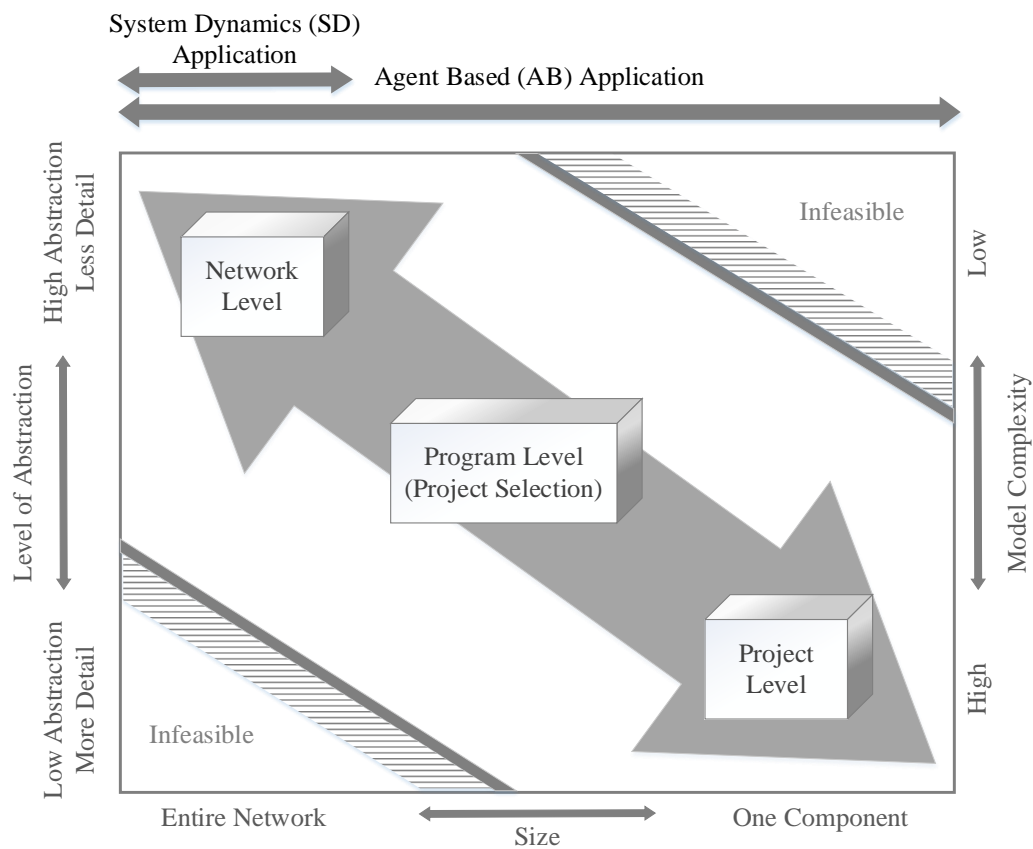 System Dynamics (SD)
Application
Agent Based (AB) Application
High Abstraction
Less Detail
Level of Abstraction
Low Abstraction
More Detail
Infeasible
Network
Level
Program Level
(Project Selection)
Project
Level
Infeasible
Low
Model Complexity
High
Entire Network
Size
One Component